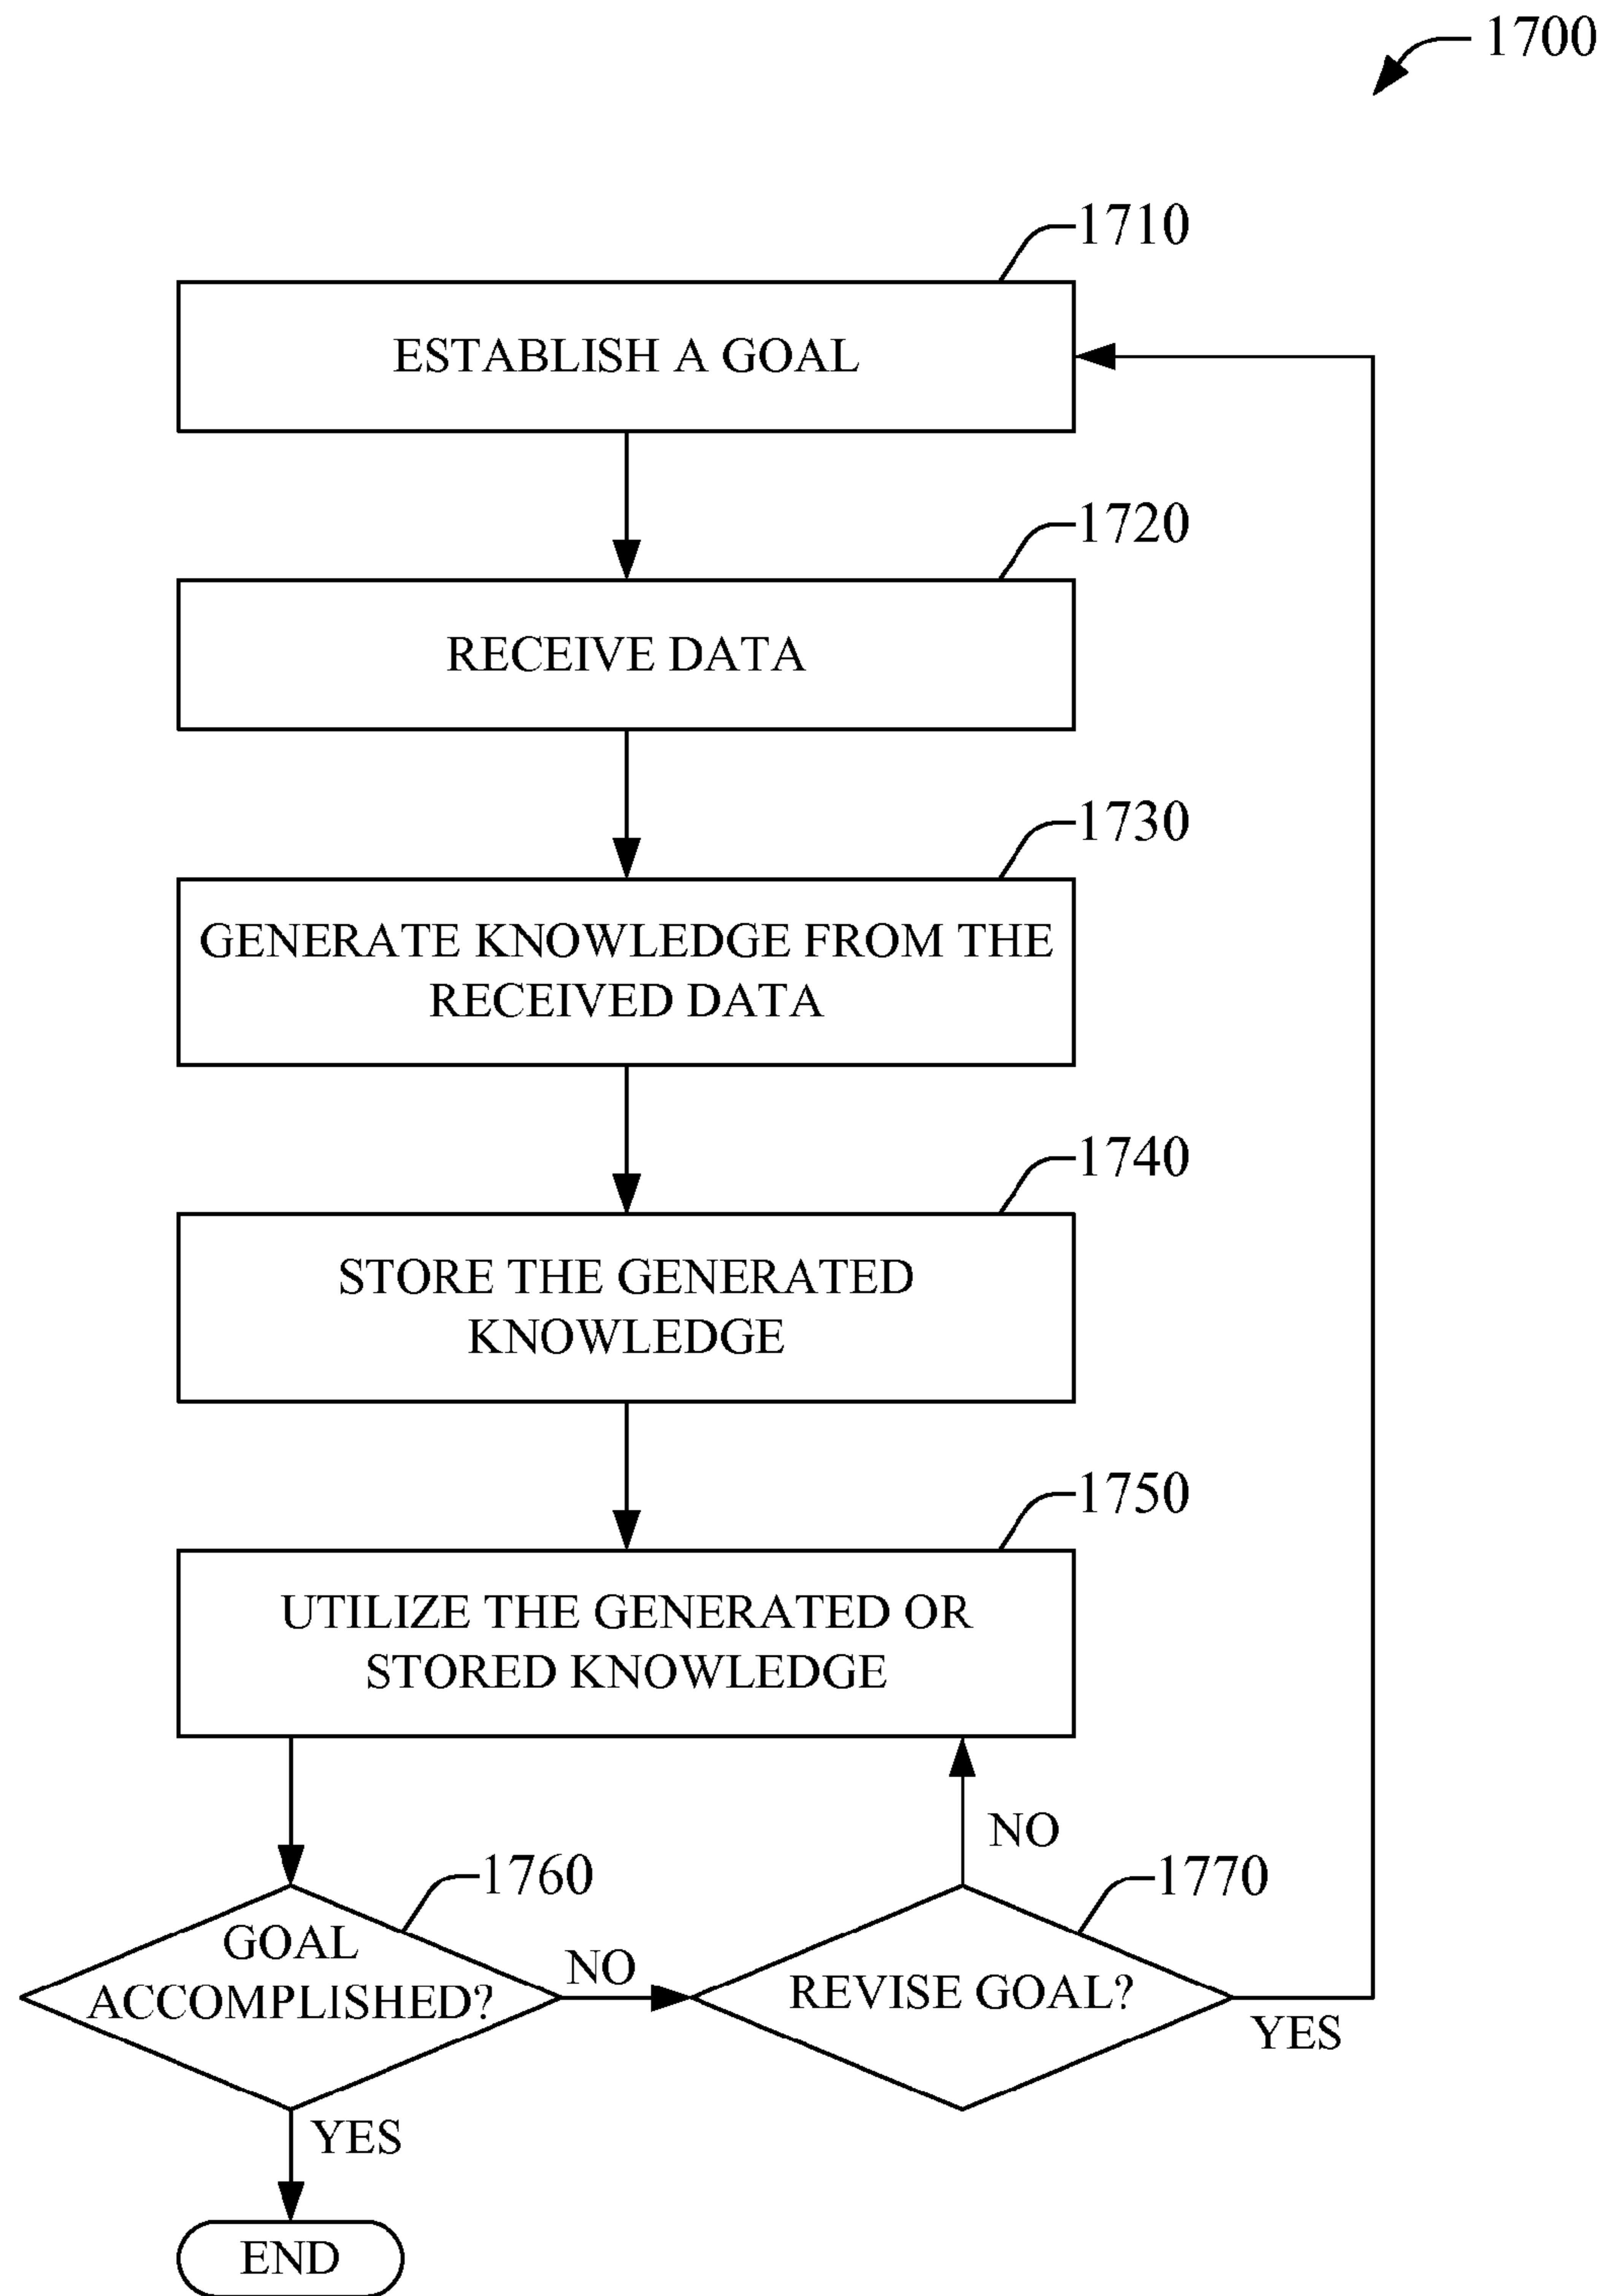 1700
1710
ESTABLISH A GOAL
1720
RECEIVE DATA
1730
GENERATE KNOWLEDGE FROM THE
RECEIVED DATA
1740
STORE THE GENERATED
KNOWLEDGE
1750
UTILIZE THE GENERATED OR
STORED KNOWLEDGE
NO
1760
1770
GOAL
ACCOMPLISHED?
NO
REVISE GOAL?
YES
YES
END